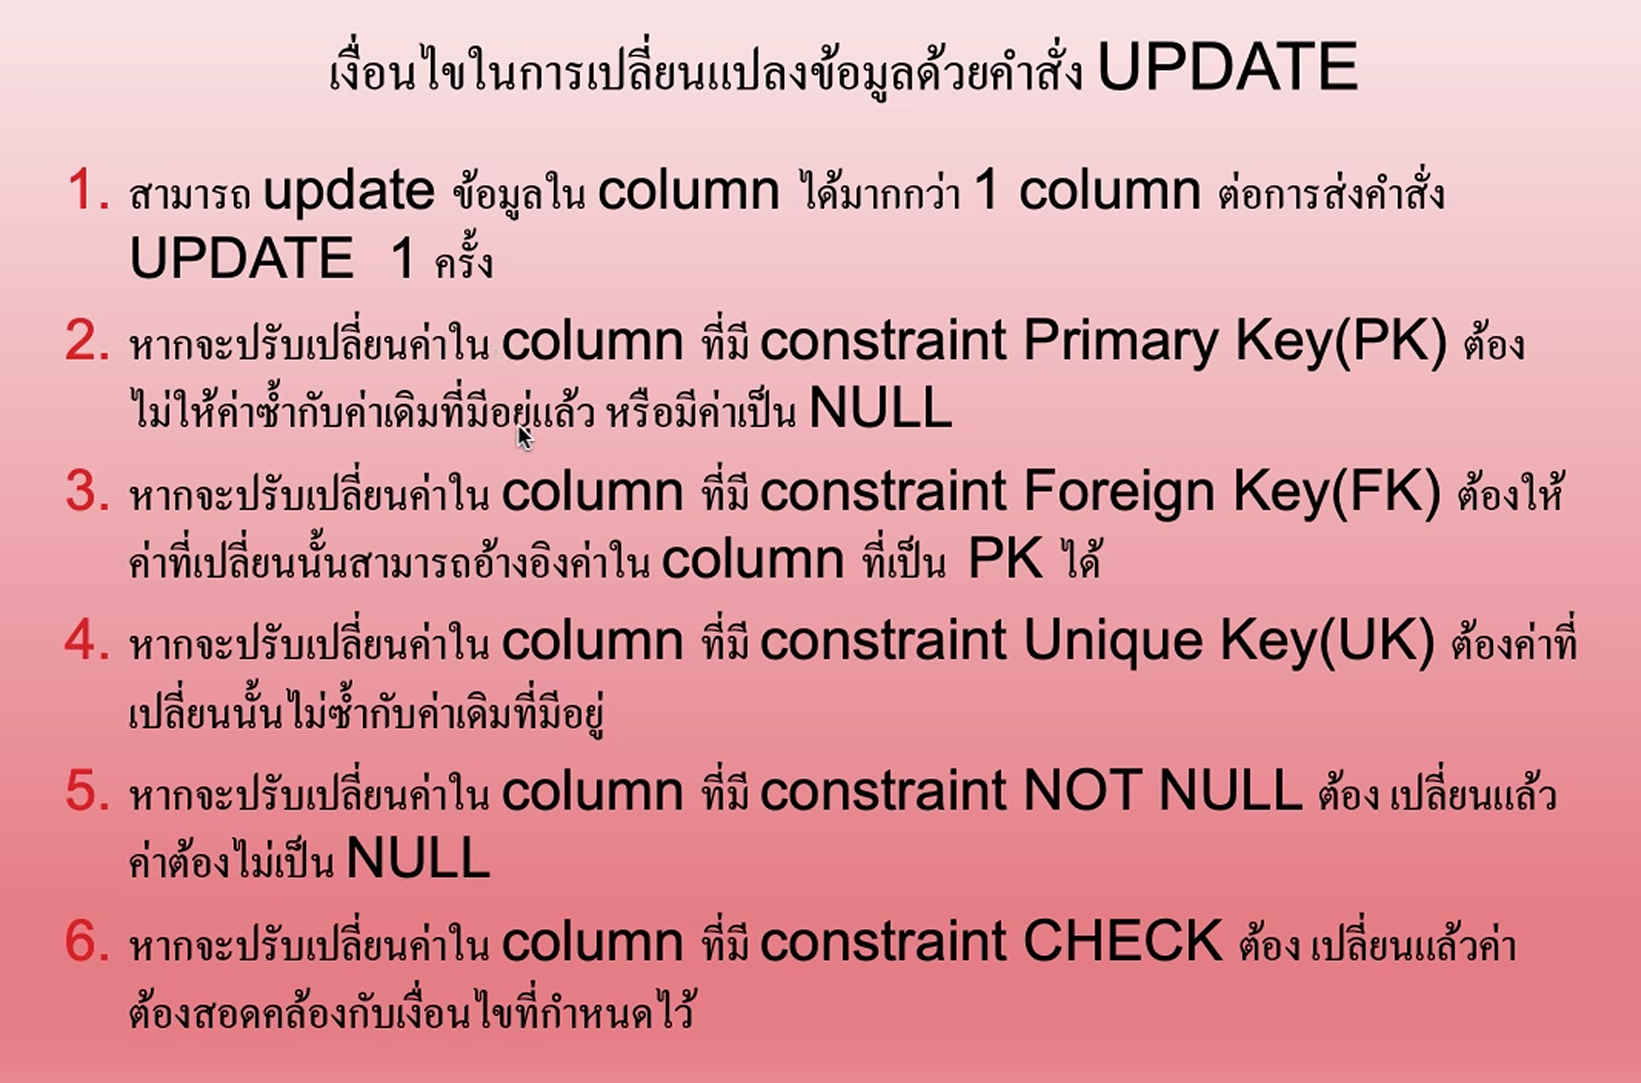 เงื่อนไขในการเปลี่ยนแปลงข้อมูลด้วยคำสั่ง UPDATE
1. สามารถ update ข้อมูลใน column ได้มากกว่า 1 column ต่อการส่งคำสั่ง
UPDATE 1 ครั้ง
2. หากจะปรับเปลี่ยนค่าใน column ที่มี constraint Primary Key(PK) ต้อง
ไม่ให้ค่าซ้ำกับค่าเดิมที่มีอยู่แล้ว หรือมีค่าเป็น NULL
3. หากจะปรับเปลี่ยนค่าใน column ที่มี constraint Foreign Key(FK) ต้องให้
ค่าที่เปลี่ยนนั้นสามารถอ้างอิงค่าใน column ที่เป็น PK ได้
4. หากจะปรับเปลี่ยนค่าใน column ที่มี constraint Unique Key(UK) ต้องค่าที่
เปลี่ยนนั้นไม่ซ้ำกับค่าเดิมที่มีอยู่
5. หากจะปรับเปลี่ยนค่าใน column ที่มี constraint NOT NULL ต้อง เปลี่ยนแล้ว
ค่าต้องไม่เป็น NULL
6. หากจะปรับเปลี่ยนค่าใน column ที่มี constraint CHECK ต้อง เปลี่ยนแล้วค่า
ต้องสอดคล้องกับเงื่อนไขที่กำหนดไว้